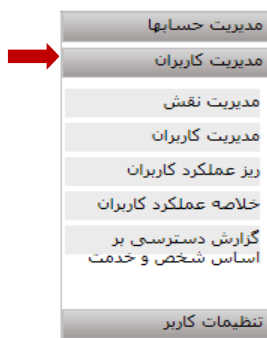 مدیریت حسابها
مدیریت کاربران
مدیریت نقش
مدیریت کاربران
ریز عملکرد کاربران
خلاصه عملکرد کاربران
گزارش دسترسی بر
اساس شخص و خدمت
تنظیمات کاربر